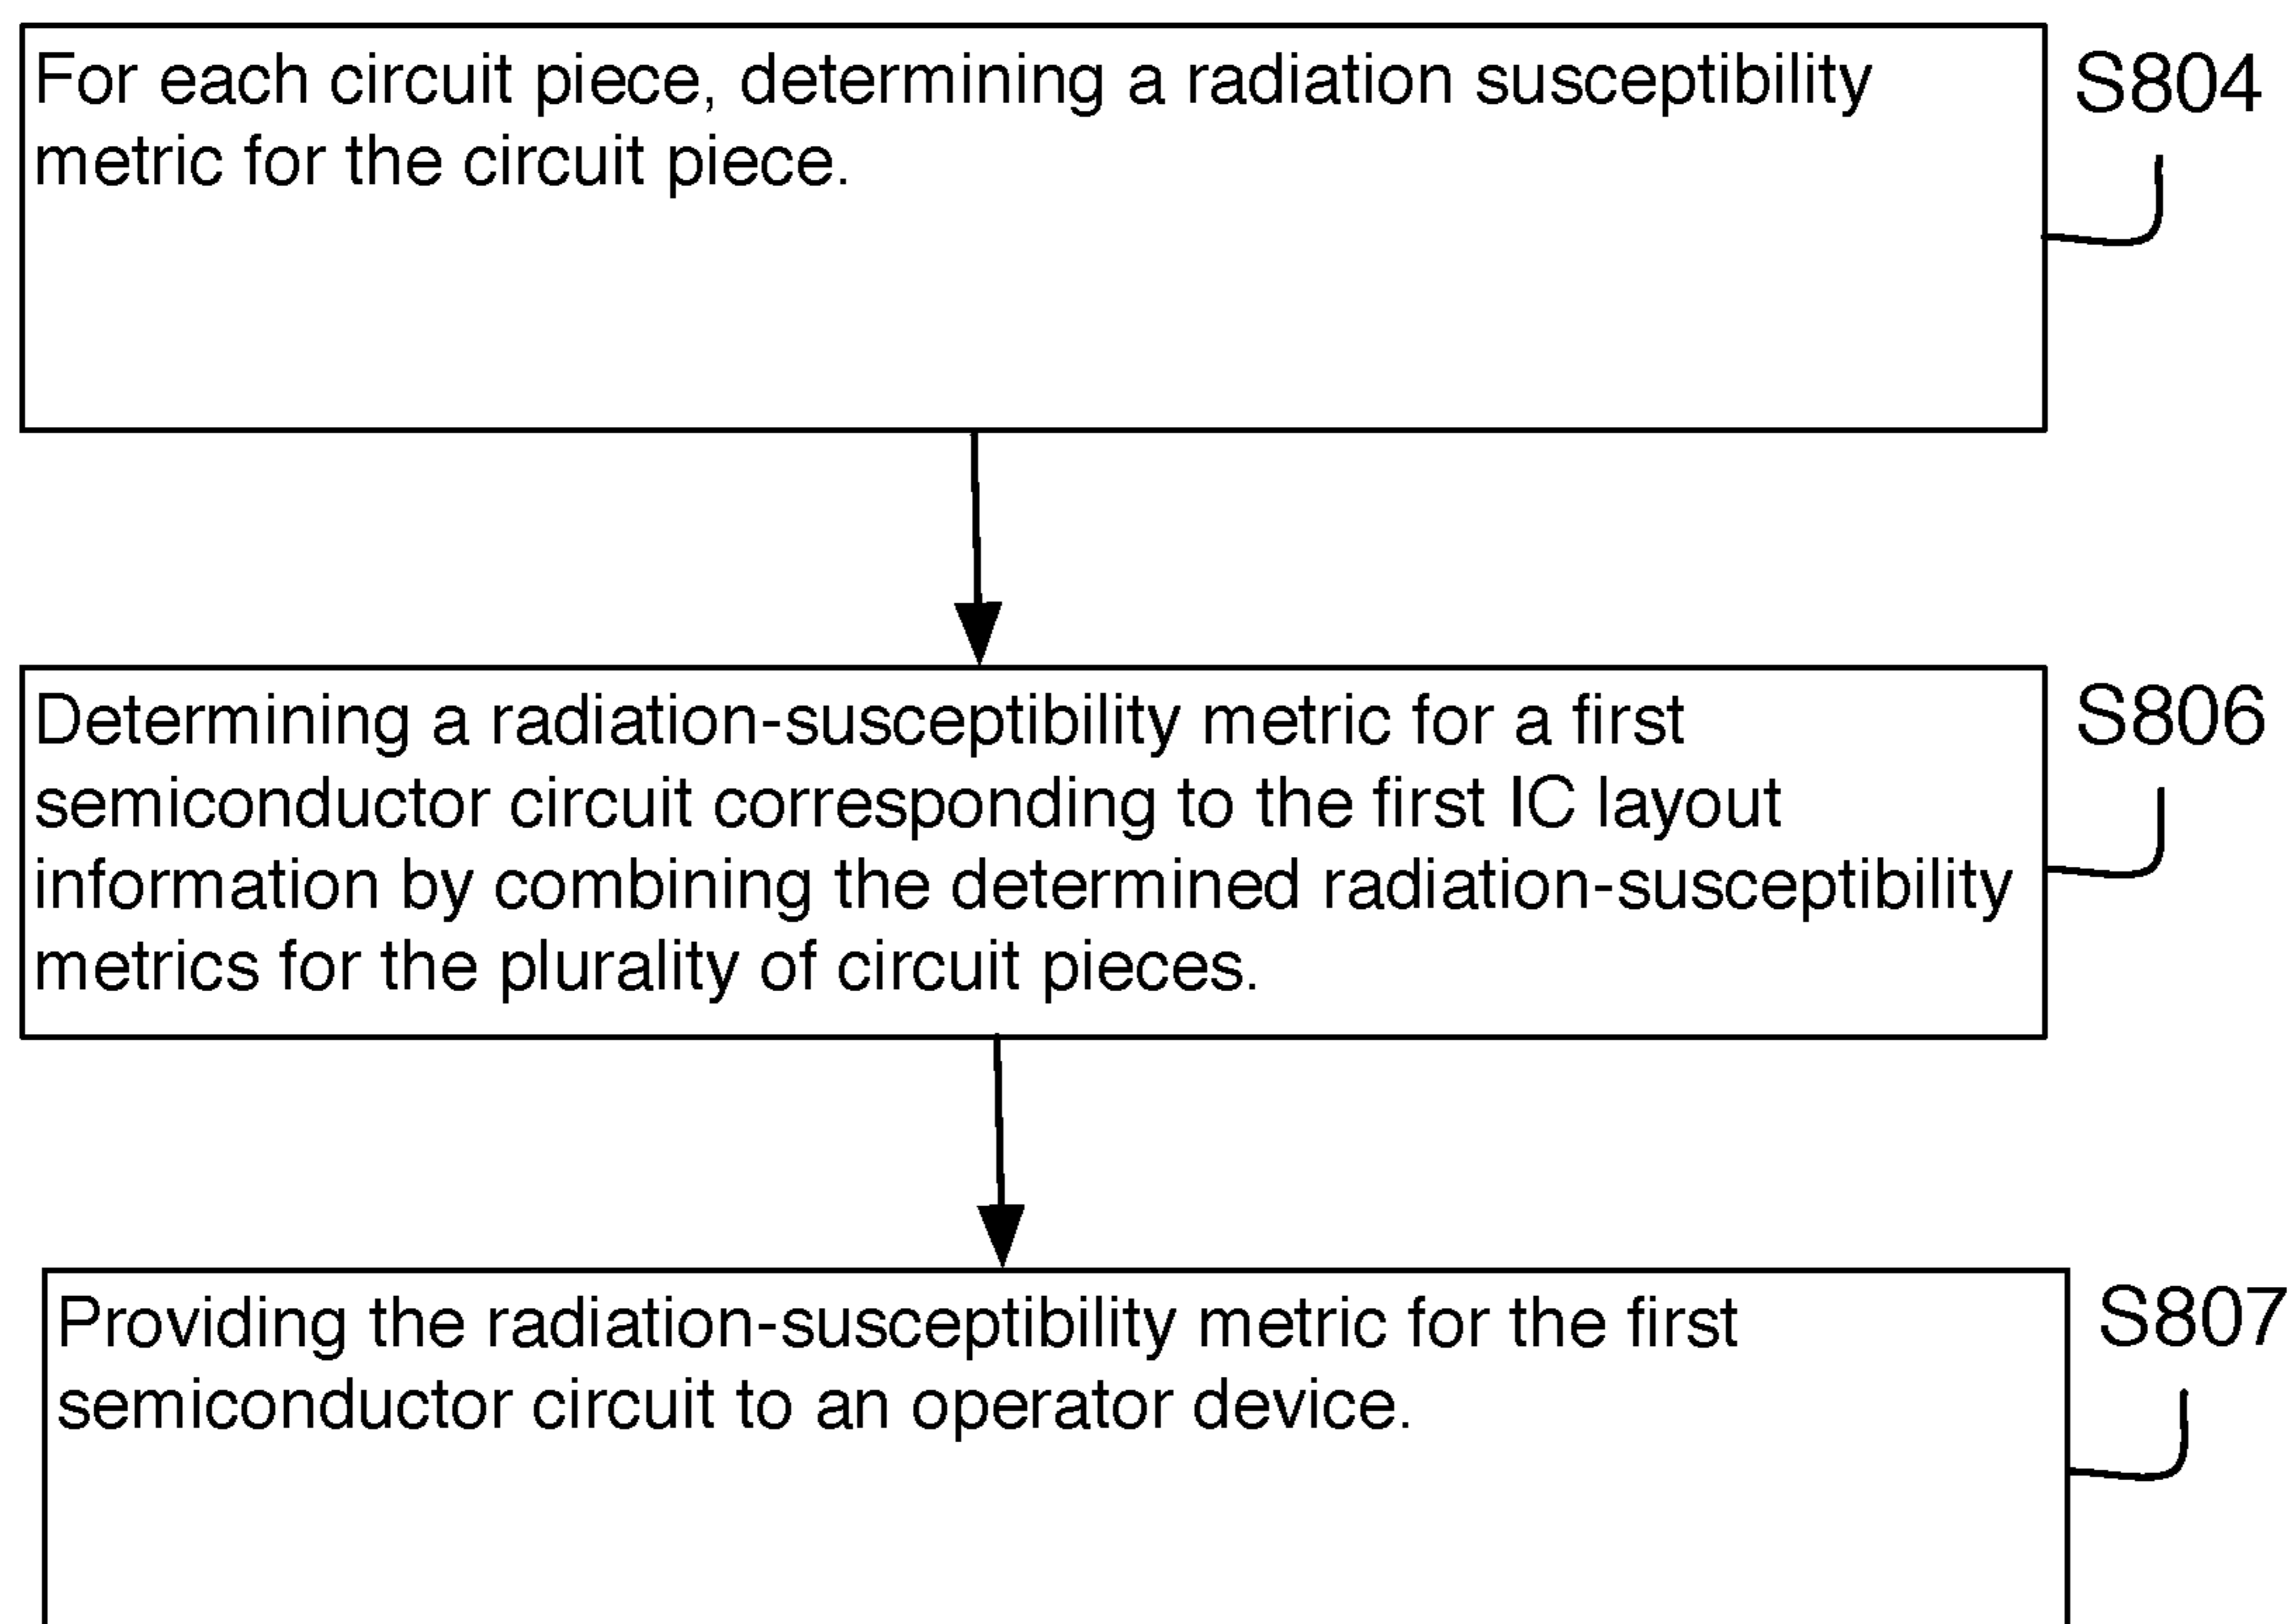 For each circuit piece, determining a radiation susceptibility
metric for the circuit piece.
S804
Determining a radiation-susceptibility metric for a first
semiconductor circuit corresponding to the first IC layout
information by combining the determined radiation-susceptibility
metrics for the plurality of circuit pieces.
S806
Providing the radiation-susceptibility metric for the first
semiconductor circuit to an operator device.
S807